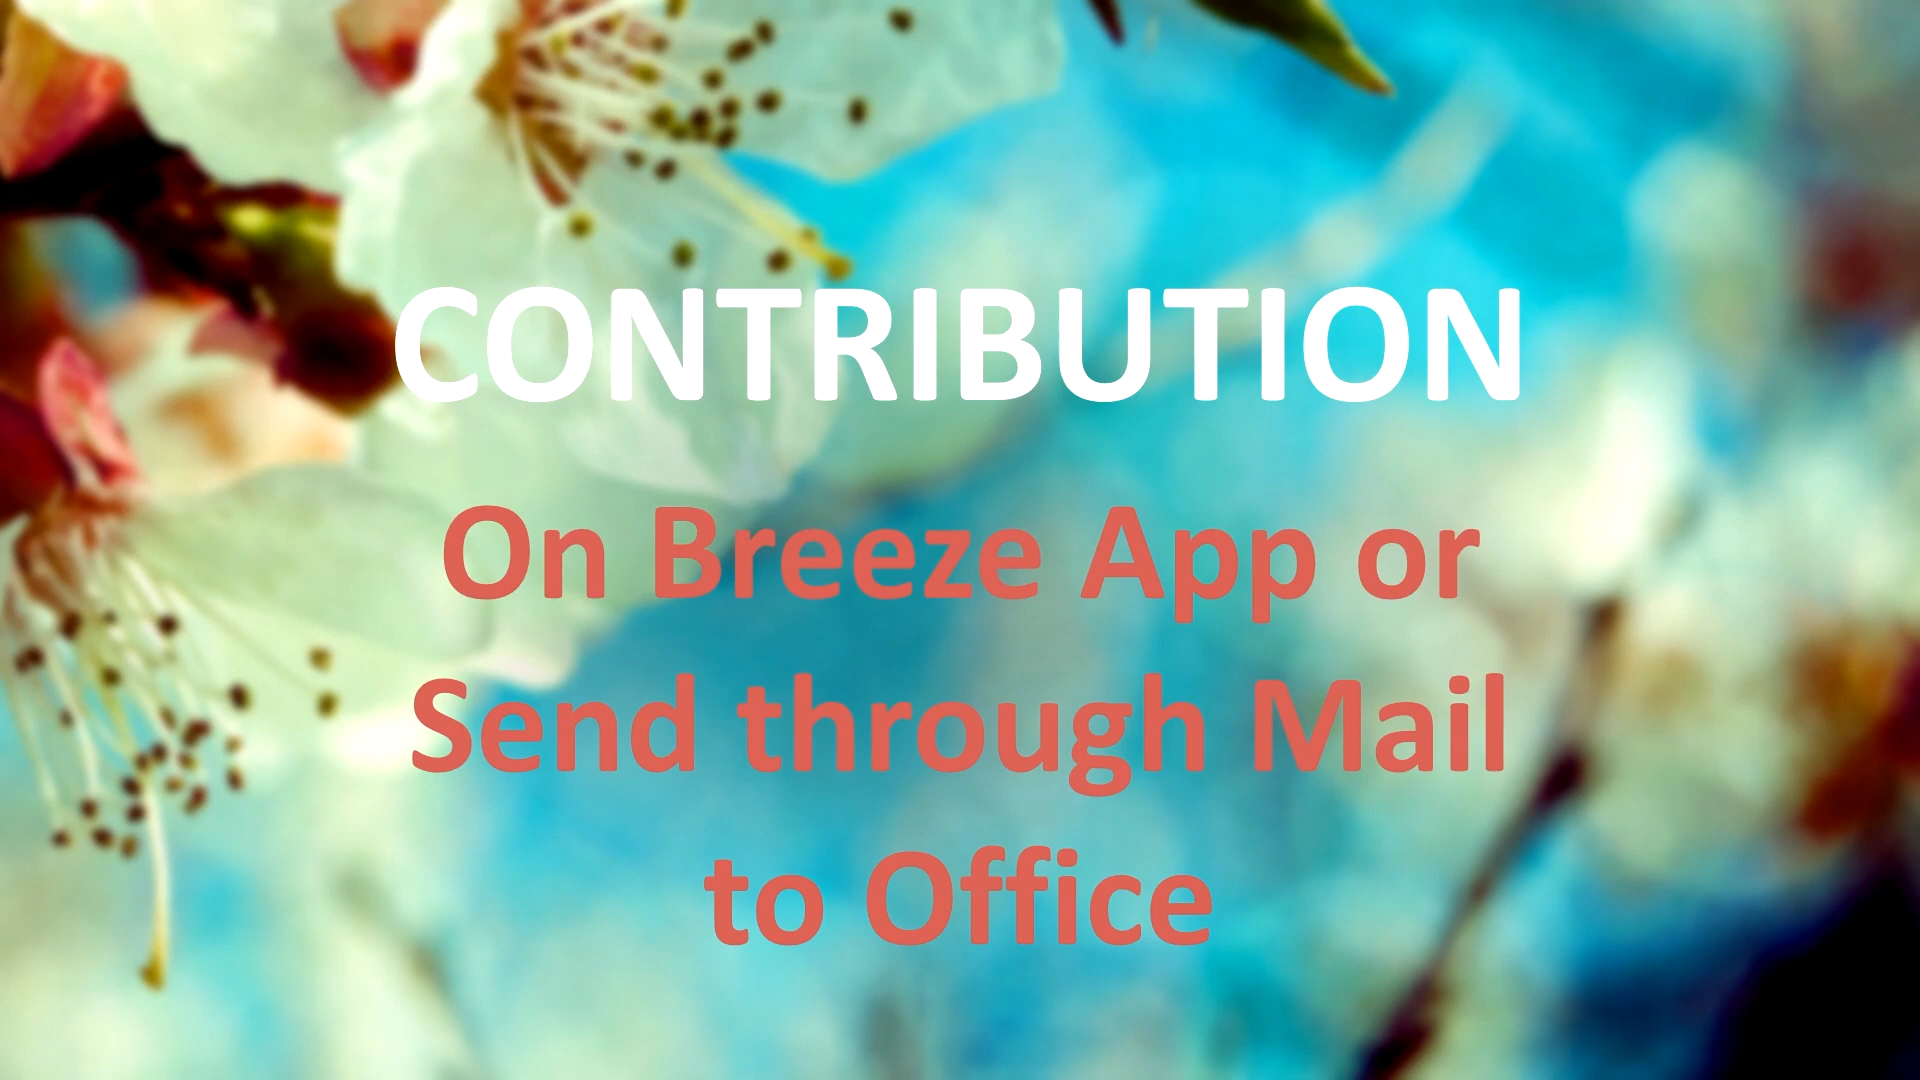 CONTRIBUTION
On Breeze App or
Send through Mail
to Office